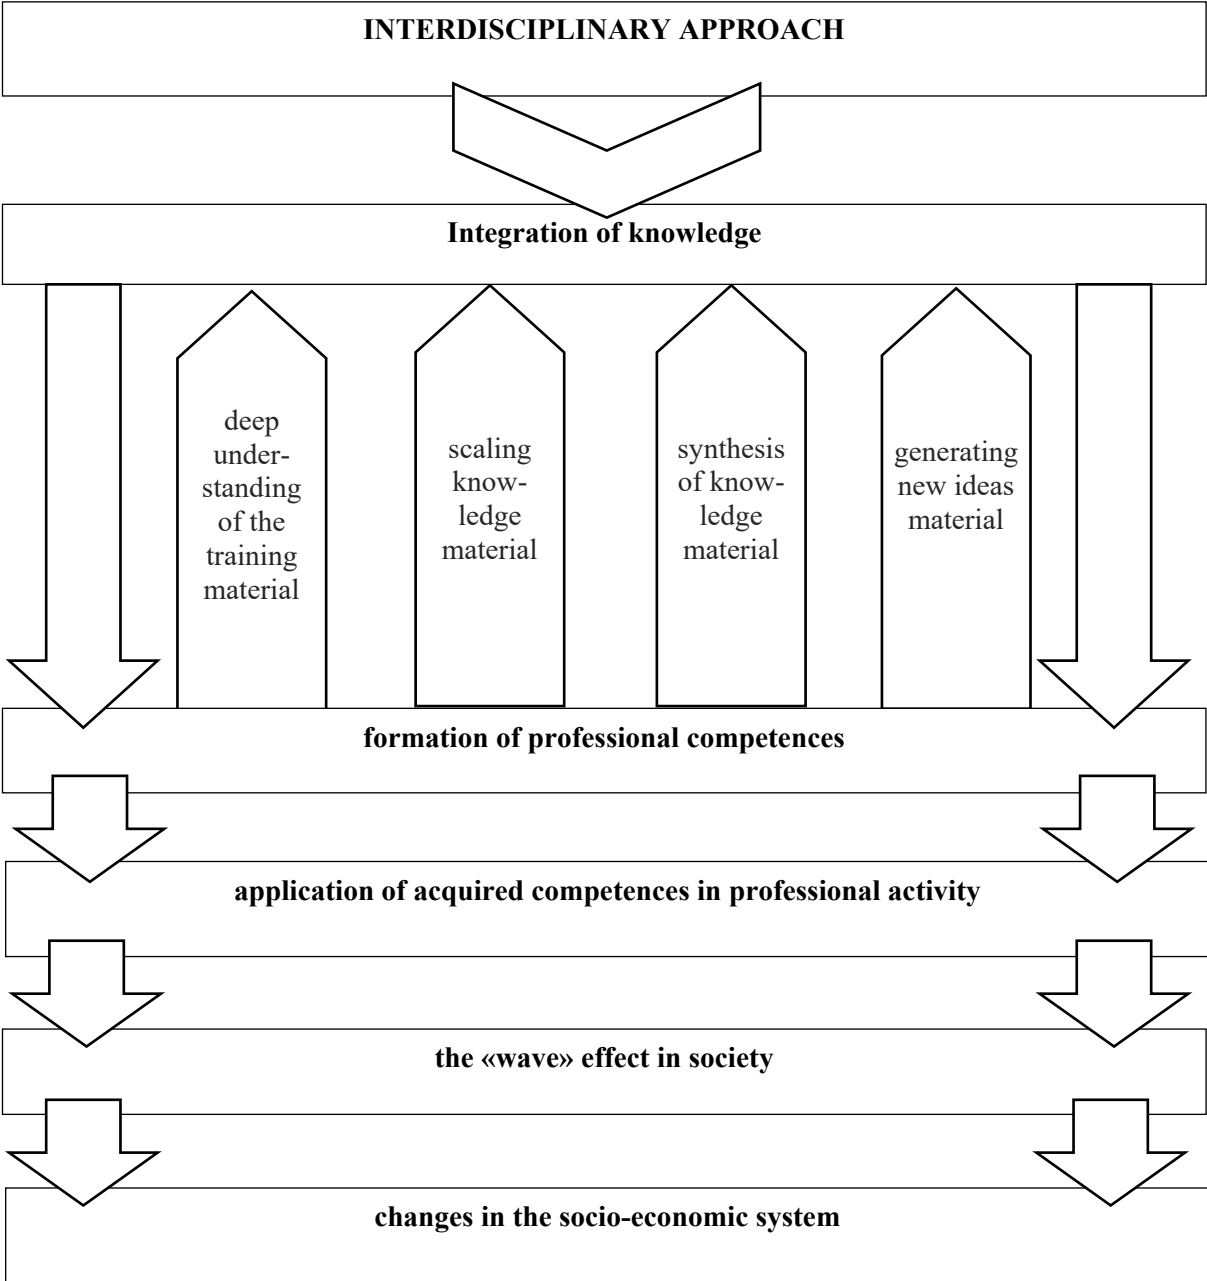 INTERDISCIPLINARY APPROACH
Integration of knowledge
deep
under-
standing
of the
training
material
scaling
know-
ledge
material
synthesis
of know-
ledge
material
generating
new ideas
material
formation of professional competences
application of acquired competences in professional activity
the «wave» effect in society
changes in the socio-economic system